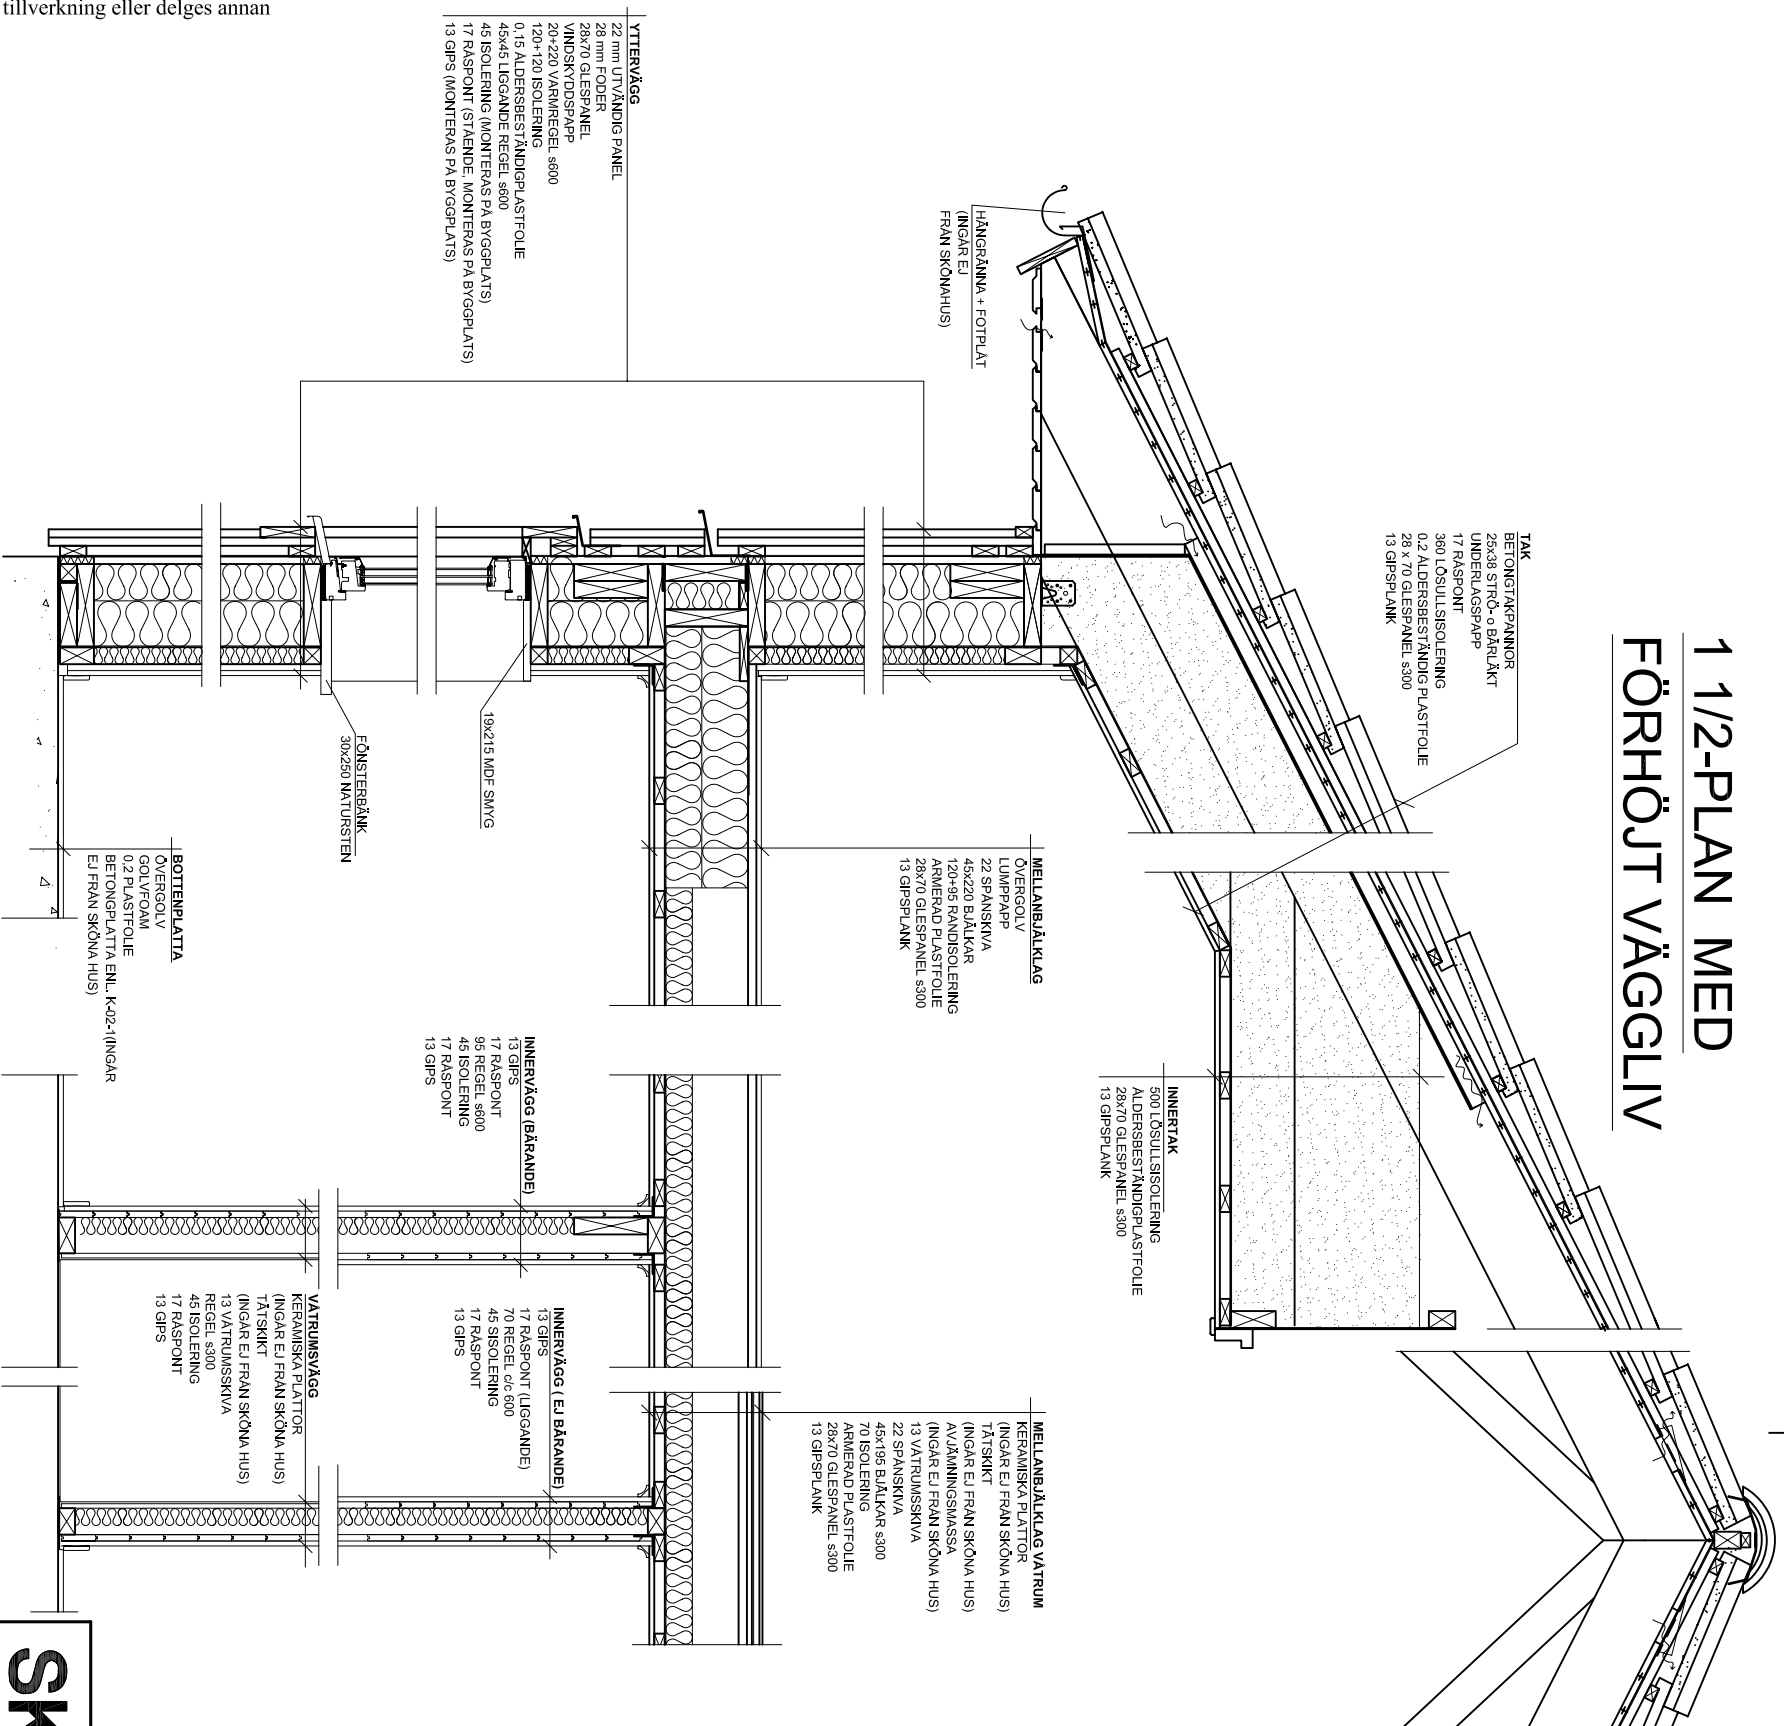 tillverkning eller delges annan
1 1/2-PLAN MED
FÖRHÖJT VÄGGLIV
TAK
BETONGTAKPANNOR
25x38 STRÖ- o BÄRLÄKT
UNDERLAGSPAPP
17 RÅSPONT
390 LÖSULLSISOLERING
0.2 ÅLDERSBESTÄNDIG PLASTFOLIE
28 x 70 GLESPANEL s300
13 GIPSPLANK
HÄNGRÄNNA + FOTPLÅT
(INGÅR EJ
FRÅN SKÖNAHUS)
YTTERVÄGG
22 mm UTVÄNDIG PANEL
28 mm FODER
28x70 GLESPANEL
VINDSKYDDSPAPP
20+220 VARMREGEL s600
120+120 ISOLERING
0,15 ÅLDERSBESTÄNDIGPLASTFOLIE
45x45 LIGGANDE REGEL s600
45 ISOLERING (MONTERAS PÅ BYGGPLATS)
17 RÅSPONT (STÅENDE, MONTERAS PÅ BYGGPLATS)
13 GIPS (MONTERAS PÅ BYGGPLATS)
INNERTAK
500 LÖSULLSISOLERING
ÅLDERSBESTÄNDIGPLASTFOLIE
28x70 GLESPANEL s300
13 GIPSPLANK
MELLANBJÄLKLAG
ÖVERGOLV
LUMPPAPP
22 SPÅNSKIVA
45x220 BJÄLKAR
120+95 RANDISOLERING
ARMERAD PLASTFOLIE
28x70 GLESPANEL s300
13 GIPSPLANK
MELLANBJÄLKLAG VÅTRUM
KERAMISKA PLATTOR
(INGÅR EJ FRÅN SKÖNA HUS)
TÄTSKIKT
(INGÅR EJ FRÅN SKÖNA HUS)
AVJÄMNINGSMASSA
(INGÅR EJ FRÅN SKÖNA HUS)
13 VÅTRUMSSKIVA
22 SPÅNSKIVA
45x195 BJÄLKAR s300
70 ISOLERING
ARMERAD PLASTFOLIE
28x70 GLESPANEL s300
13 GIPSPLANK
19x215 MDF SMYG
FÖNSTERBÄNK
30x250 NATURSTEN
INNERVÄGG (BÄRANDE)
13 GIPS
17 RÅSPONT
95 REGEL s600
45 ISOLERING
17 RÅSPONT
13 GIPS
INNERVÄGG ( EJ BÄRANDE)
13 GIPS
17 RÅSPONT (LIGGANDE)
70 REGEL c/c 600
45 SISOLERING
17 RÅSPONT
13 GIPS
BOTTENPLATTA
ÖVERGOLV
GOLVFOAM
0,2 PLASTFOLIE
BETONGPLATTA ENL. K-02-1(INGÅR
EJ FRÅN SKÖNA HUS)
VÅTRUMSVÄGG
KERAMISKA PLATTOR
(INGÅR EJ FRÅN SKÖNA HUS)
TÄTSKIKT
(INGÅR EJ FRÅN SKÖNA HUS)
13 VÅTRUMSSKIVA
REGEL s300
45 ISOLERING
17 RÅSPONT
13 GIPS